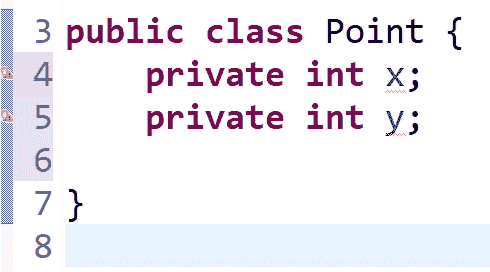 3 public class Point {
4     private int x;
5     private int y;
6
7 }
8